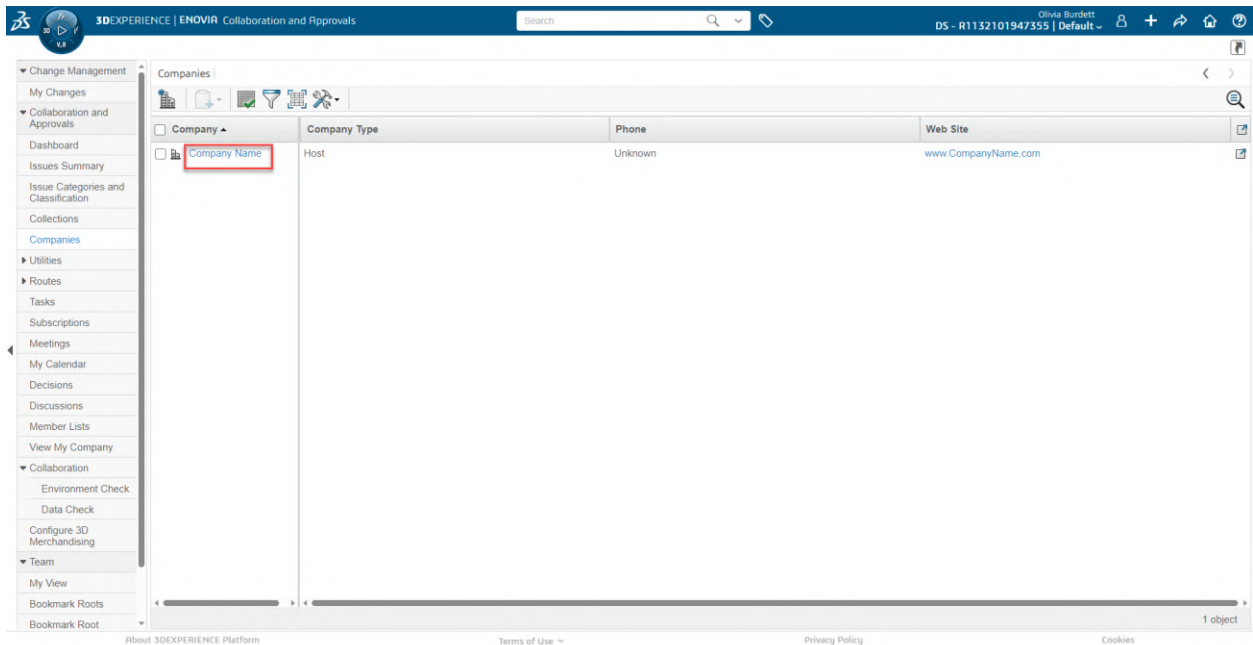 3DEXPERIENCE | ENOVIA Collaboration and Approvals
Search
Olivia Burdett
DS - R1132101947355 | Default
3D
V.R
Change Management
My Changes
Collaboration and
Approvals
Dashboard
Issues Summary
Issue Categories and
Classification
Collections
Companies
Utilities
Routes
Tasks
Subscriptions
Meetings
My Calendar
Decisions
Discussions
Member Lists
View My Company
Collaboration
Environment Check
Data Check
Configure 3D
Merchandising
Team
My View
Bookmark Roots
Bookmark Root
Companies
Company Company Type Phone Web Site
Company Name Host Unknown www.CompanyName.com
1 object
About 3DEXPERIENCE Platform Terms of Use Privacy Policy Cookies